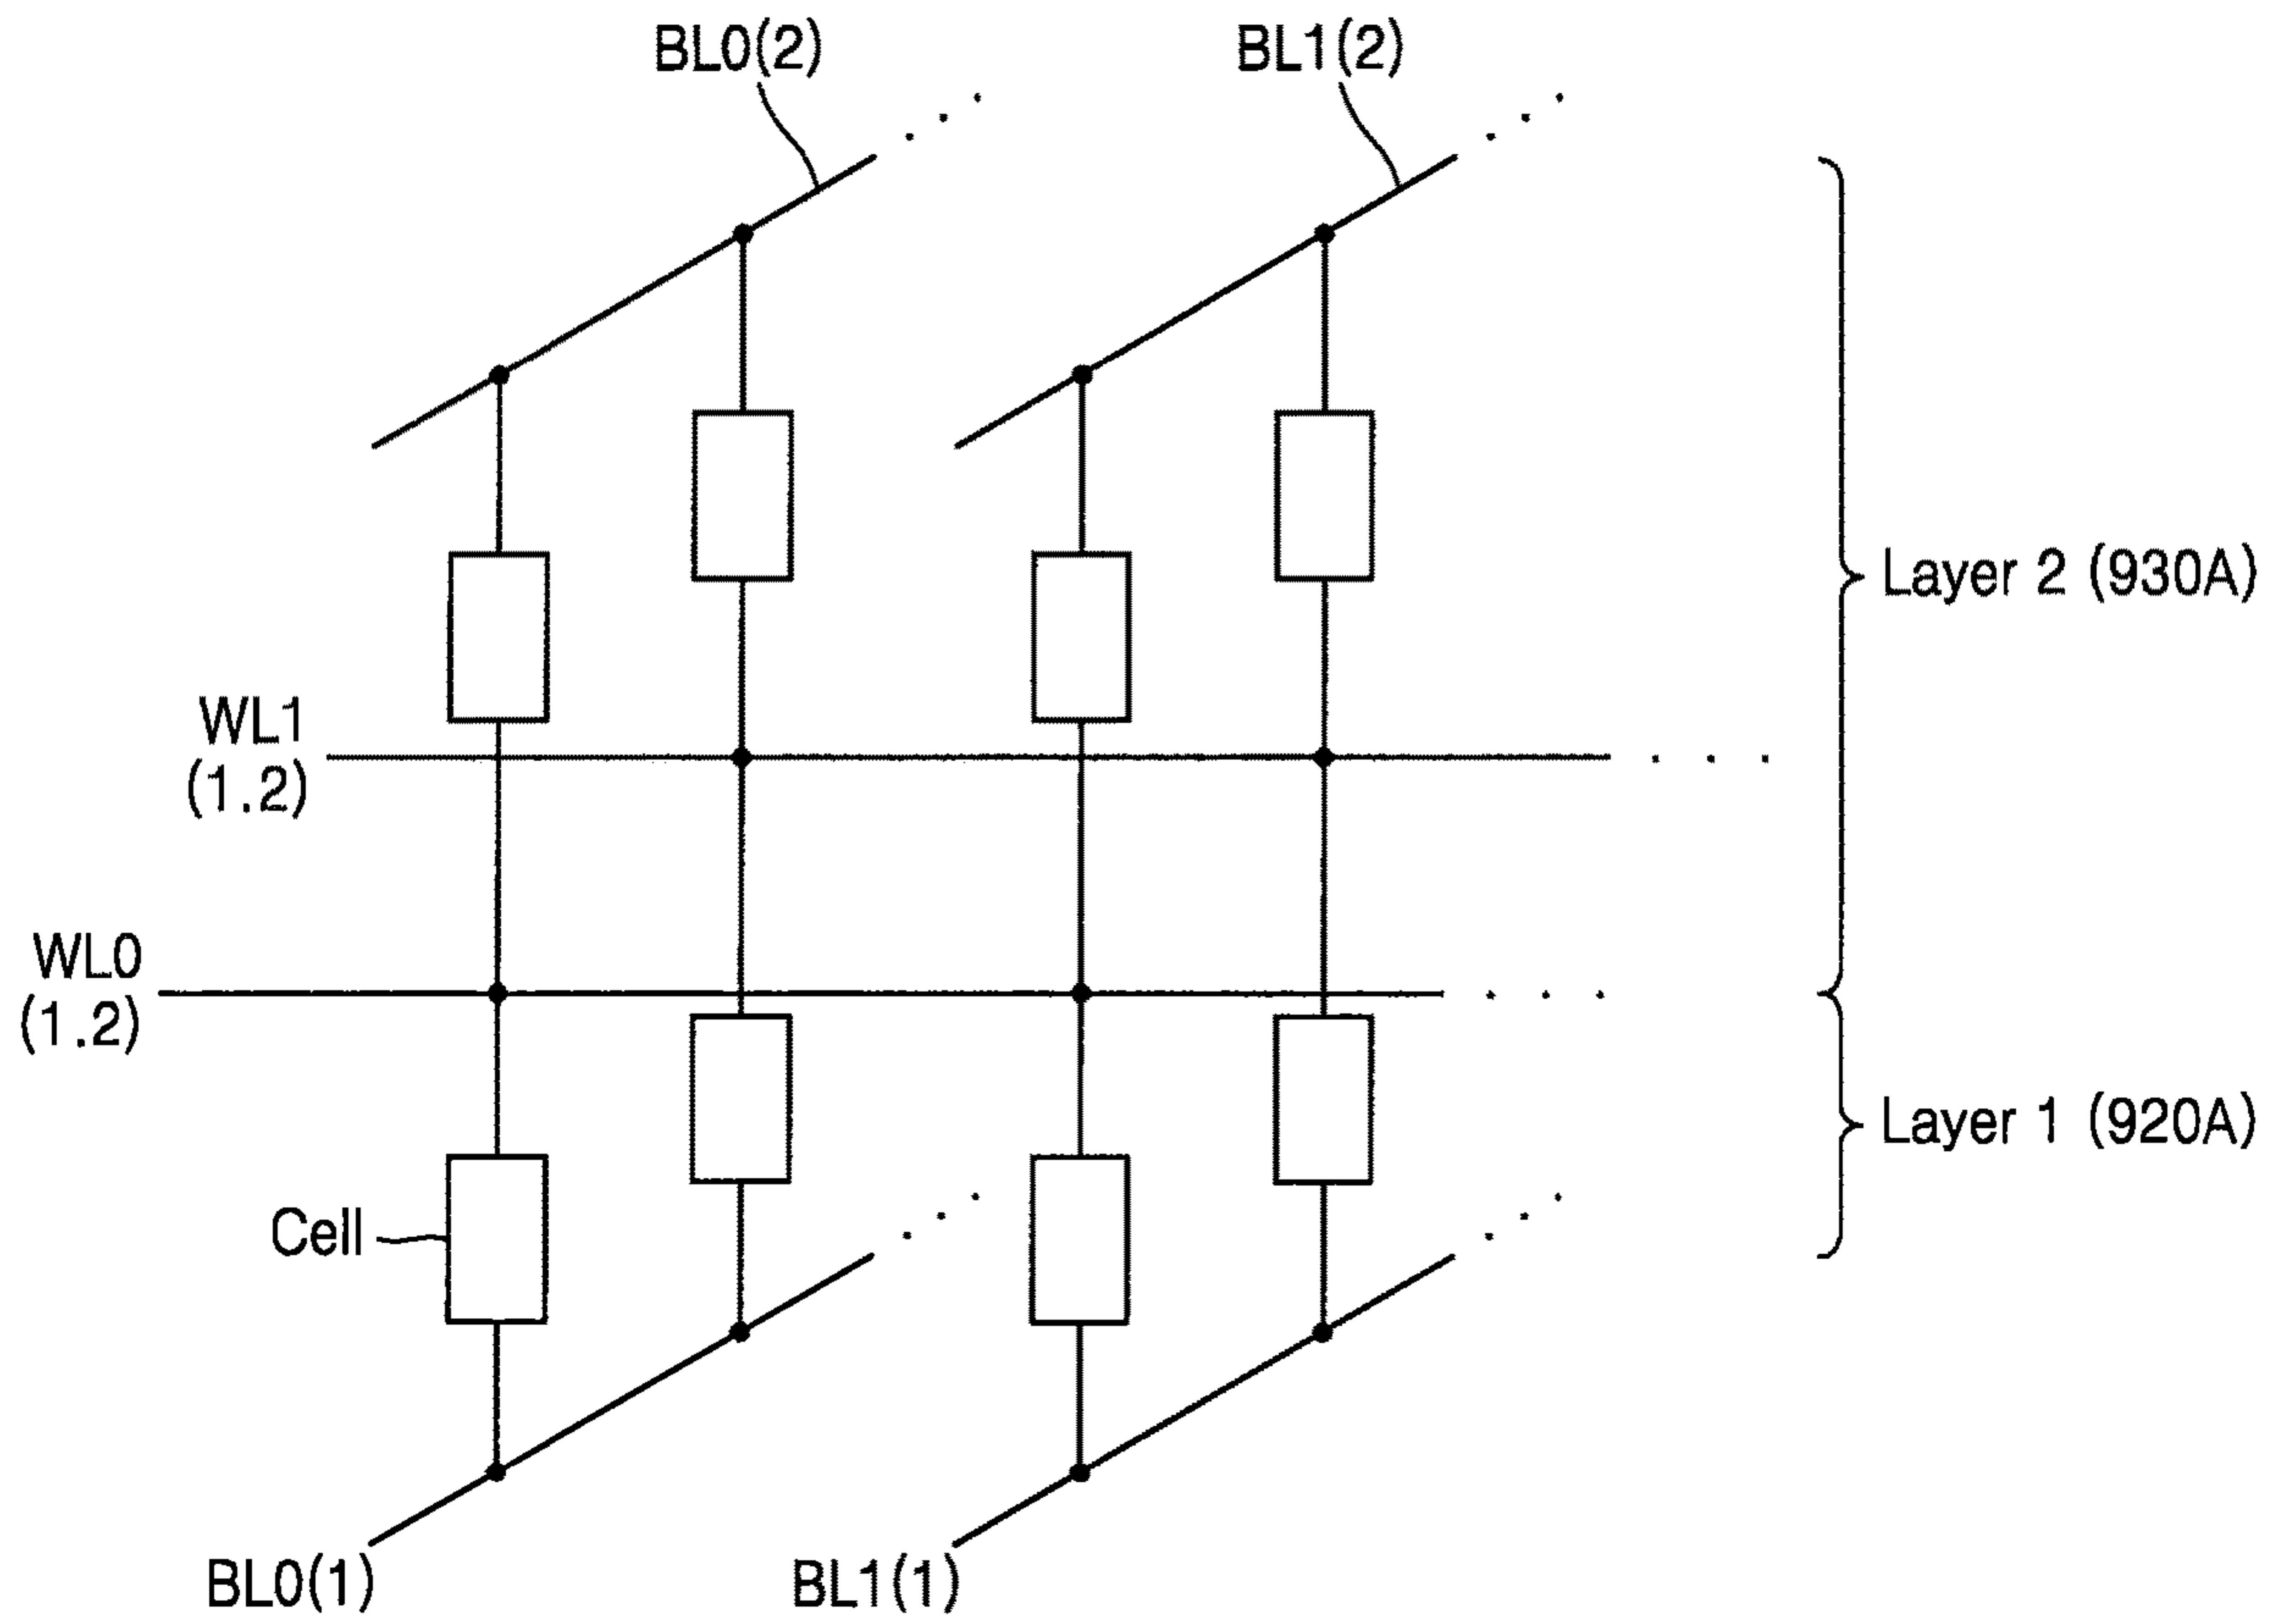 BL0(2)
BL1(2)
Layer 2 (930A)
WL1
(1.2)
WL0
(1.2)
Layer 1 (920A)
Cell
BL0(1)
BL1(1)